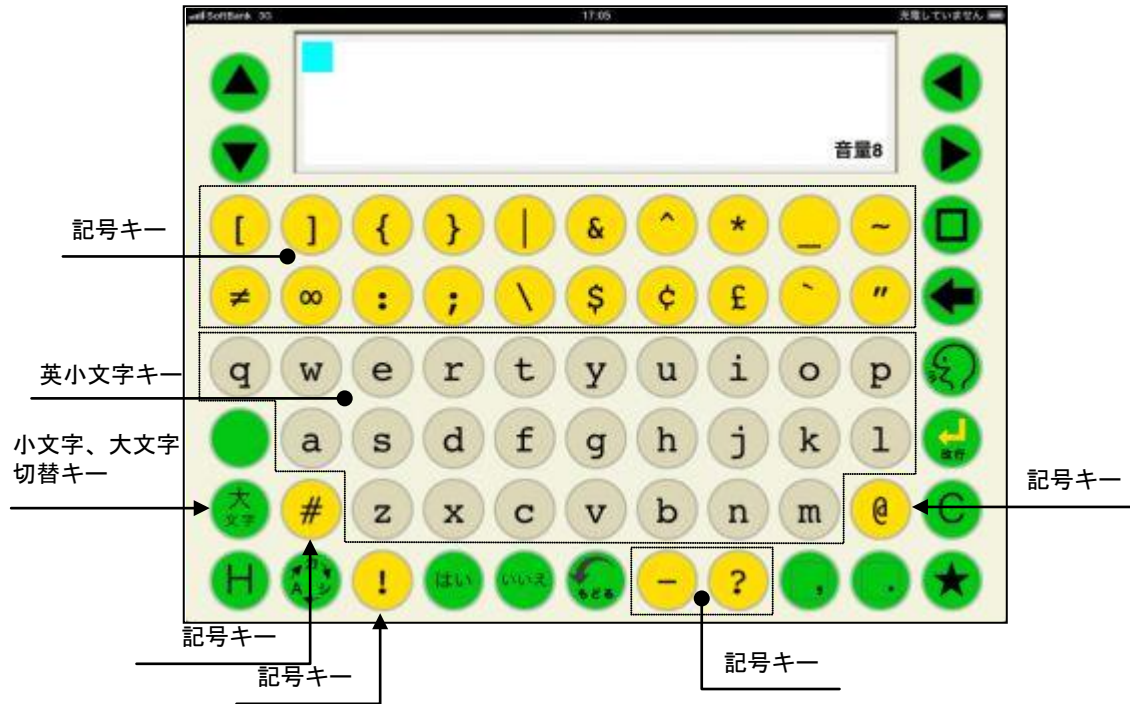 SoftBank 3G 17:05 充電していません
音量8
[ ] { } | & ^ * _ ~
記号キー
≠ ∞ : ; \ $ ¢ £ ` "
q w e r t y u i o p
英小文字キー
a s d f g h j k l
改行
小文字、大文字
切替キー
大
文字
# z x c v b n m @ C
記号キー
H カ A シ ! はい いいえ もどる - ? , . ★
記号キー
記号キー
記号キー